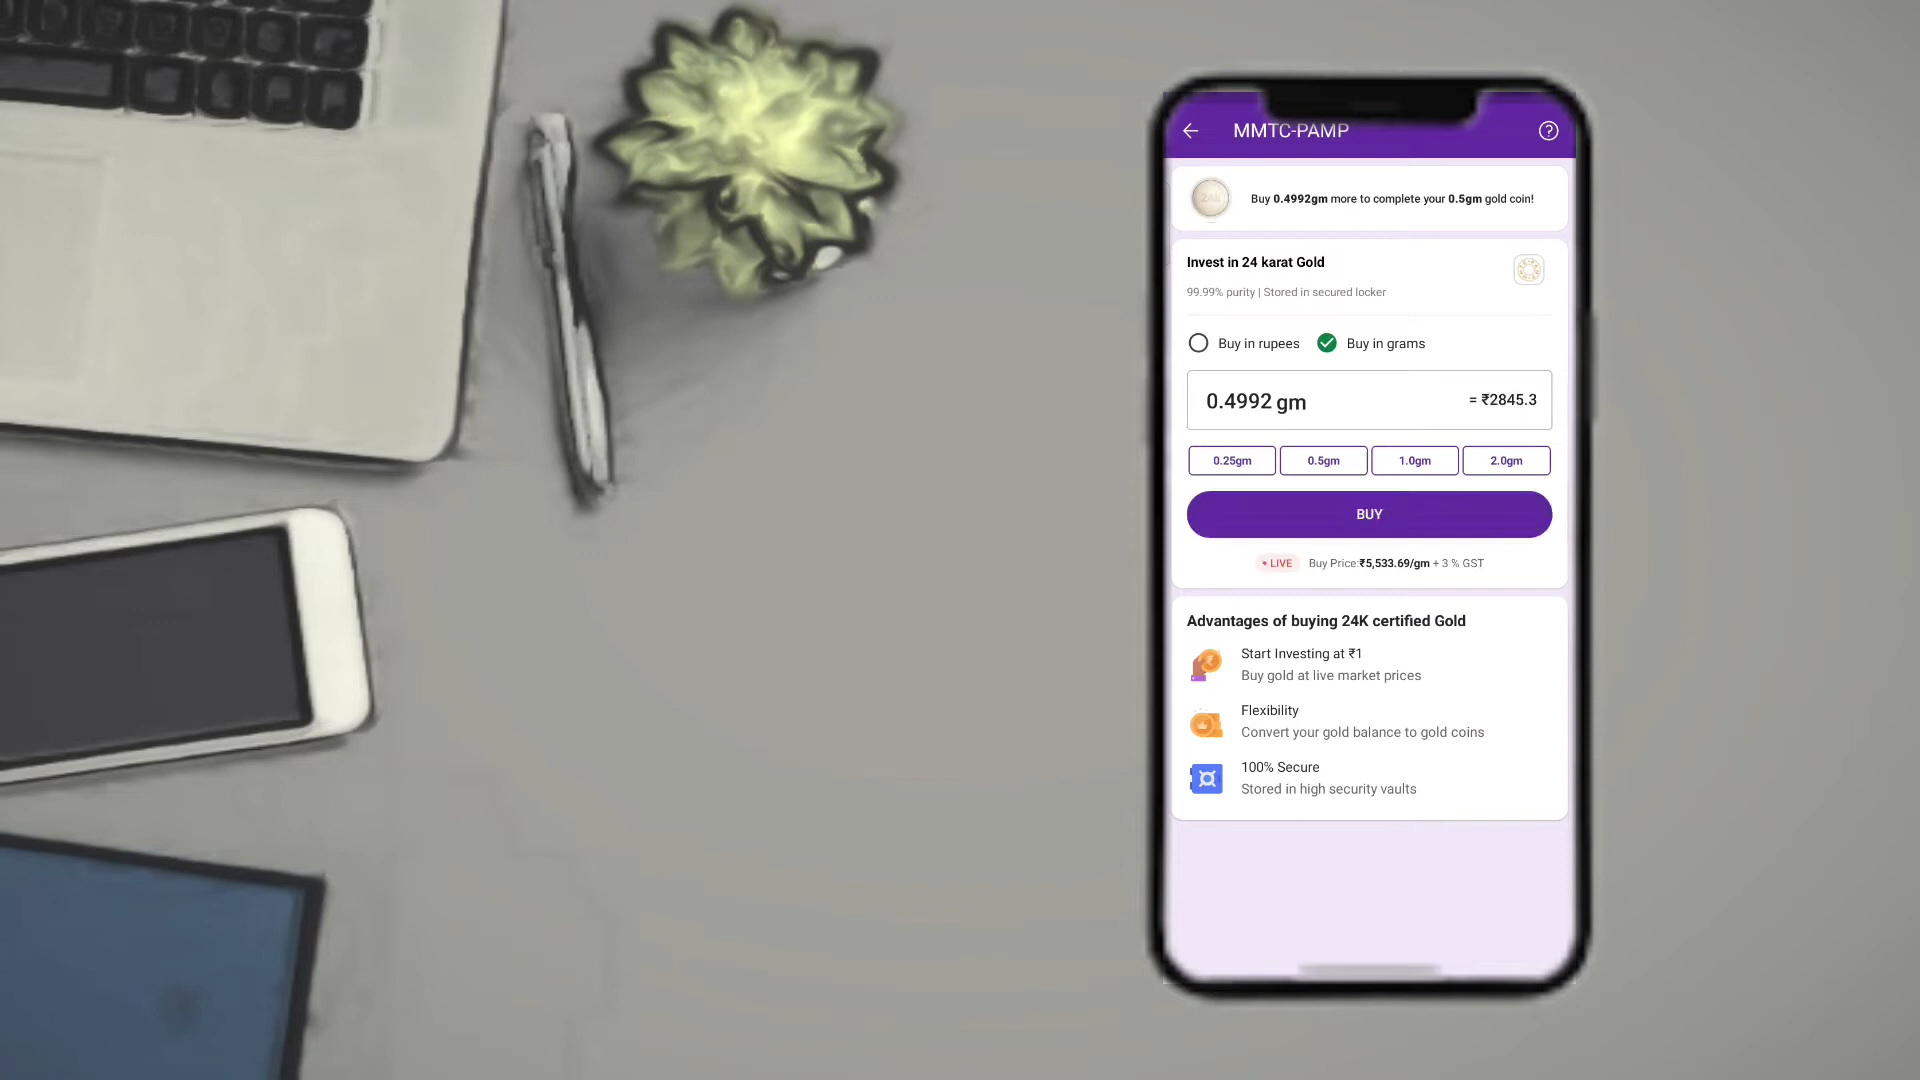 MMTC-PAMP
24k
Buy 0.4992gm more to complete your 0.5gm gold coin!
Invest in 24 karat Gold
99.99% purity | Stored in secured locker
Buy in rupees
Buy in grams
0.4992 gm
= ₹2845.3
0.25gm
0.5gm
1.0gm
2.0gm
BUY
• LIVE Buy Price:₹5,533.69/gm + 3 % GST
Advantages of buying 24K certified Gold
Start Investing at ₹1
Buy gold at live market prices
Flexibility
Convert your gold balance to gold coins
100% Secure
Stored in high security vaults